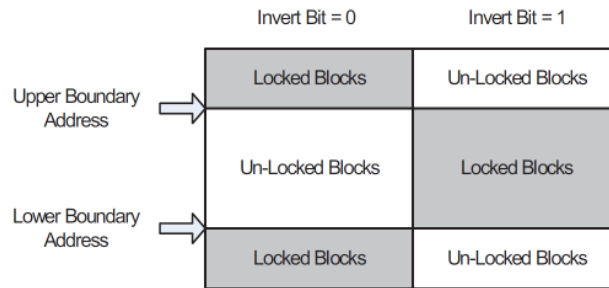 Invert Bit = 0 Invert Bit = 1
Locked Blocks Un-Locked Blocks
Upper Boundary
Address
Un-Locked Blocks Locked Blocks
Lower Boundary
Address
Locked Blocks Un-Locked Blocks